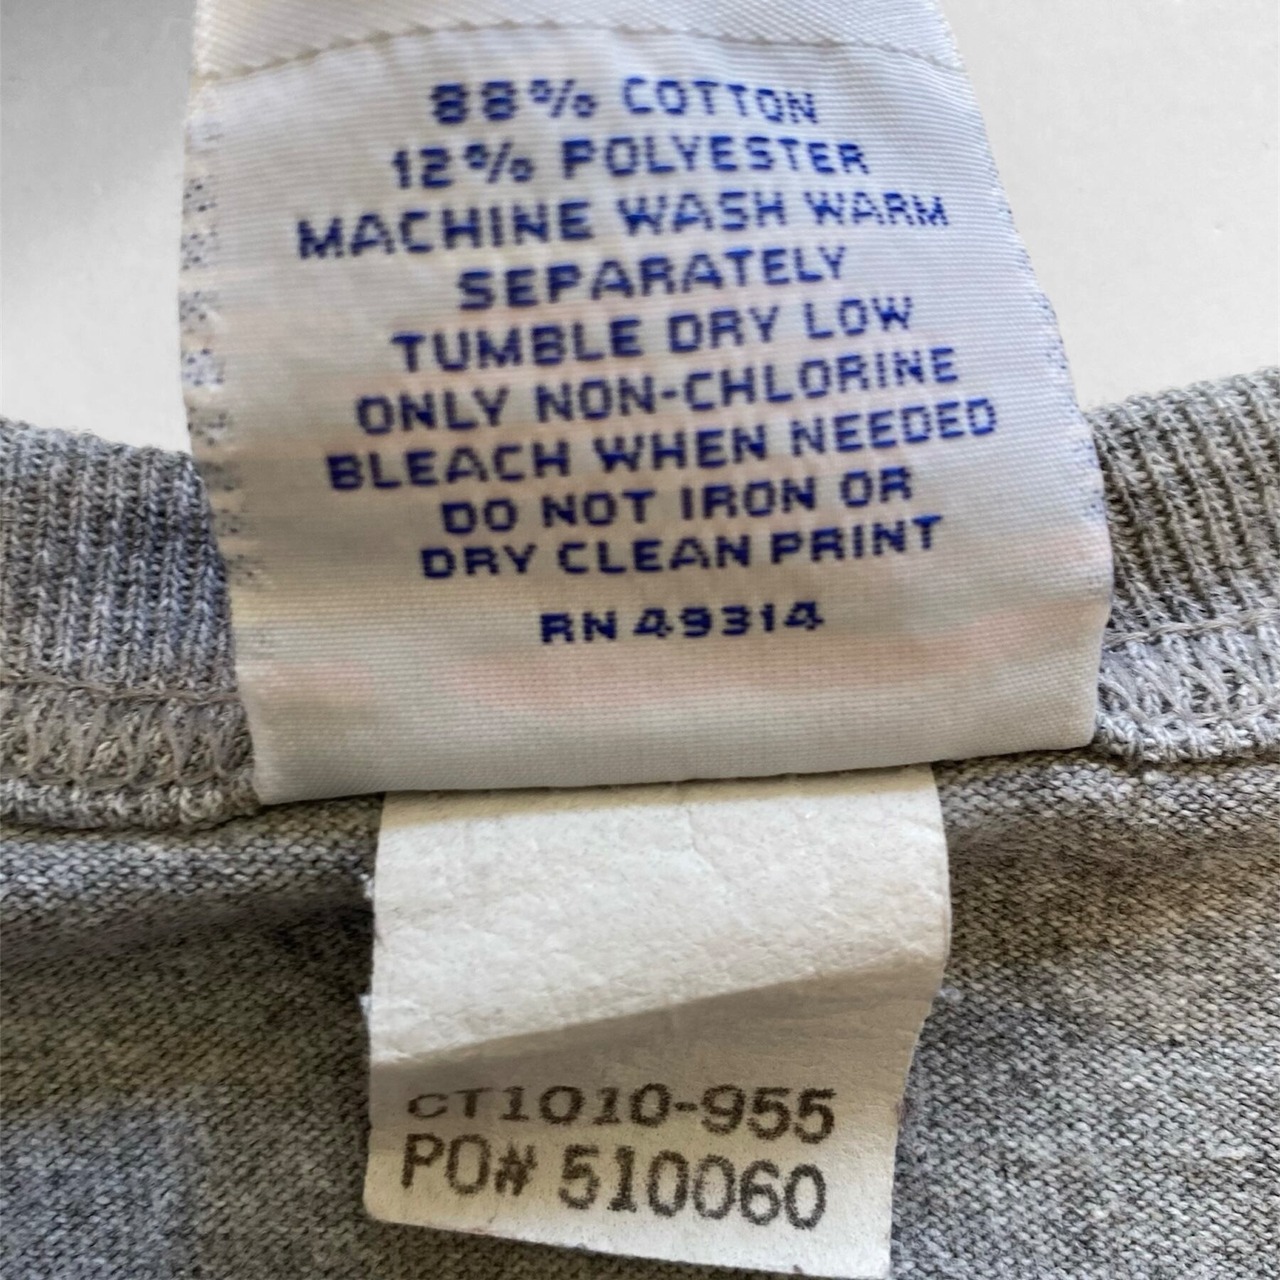 88% COTTON
12% POLYESTER
MACHINE WASH WARM
SEPARATELY
TUMBLE DRY LOW
ONLY NON-CHLORINE
BLEACH WHEN NEEDED
DO NOT IRON OR
DRY CLEAN PRINT
RN 49314
CT1010-955
PO# 510060